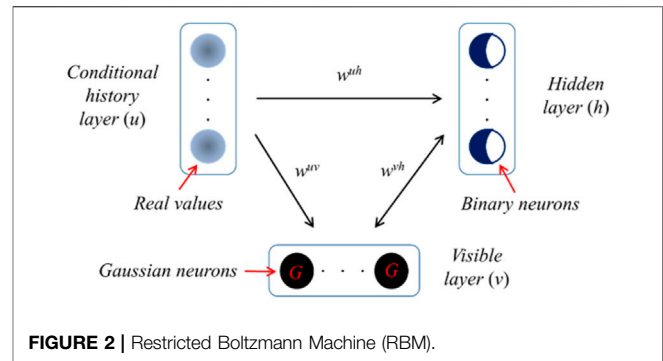 Conditional
history
layer (u)
w^{uh}
Hidden
layer (h)
w^{uv}
w^{vh}
Real values
Binary neurons
Gaussian neurons
G
G
Visible
layer (v)
FIGURE 2 | Restricted Boltzmann Machine (RBM).